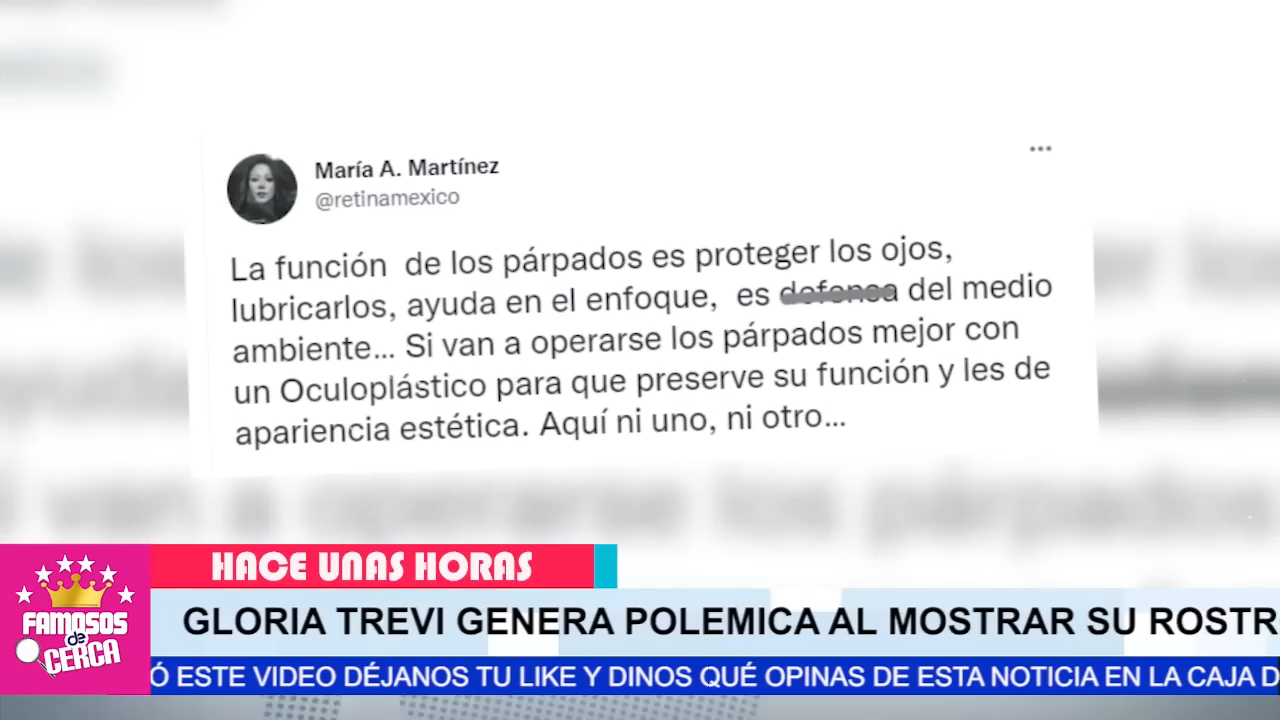 María A. Martínez
@retinamexico
La función de los párpados es proteger los ojos,
lubricarlos, ayuda en el enfoque, es defensa del medio
ambiente... Si van a operarse los párpados mejor con
un Oculoplástico para que preserve su función y les de
apariencia estética. Aquí ni uno, ni otro...
HACE UNAS HORAS
GLORIA TREVI GENERA POLEMICA AL MOSTRAR SU ROSTR
FAMOSOS
de
CERCA
Ó ESTE VIDEO DÉJANOS TU LIKE Y DINOS QUÉ OPINAS DE ESTA NOTICIA EN LA CAJA D